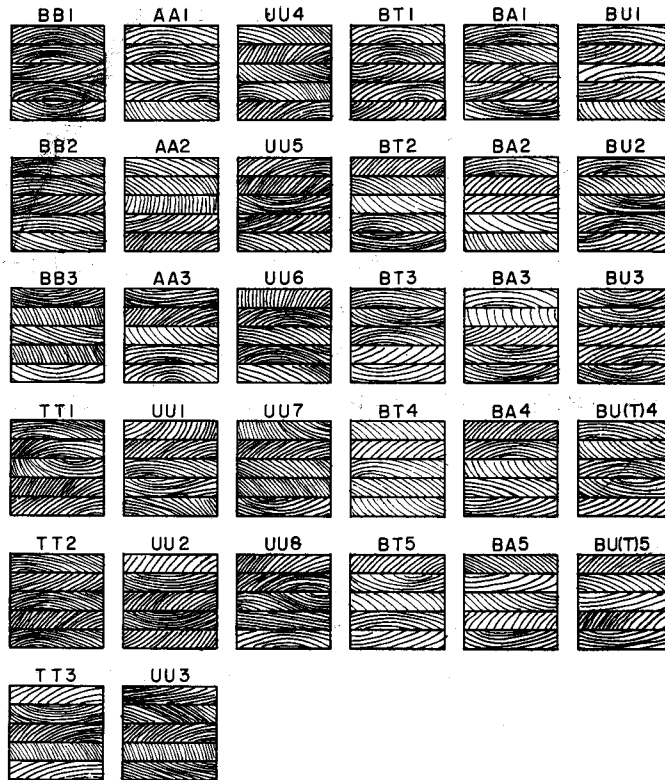 BB1 AA1 UU4 BT1 BA1 BU1
BB2 AA2 UU5 BT2 BA2 BU2
BB3 AA3 UU6 BT3 BA3 BU3
TT1 UU1 UU7 BT4 BA4 BU(T)4
TT2 UU2 UU8 BT5 BA5 BU(T)5
TT3 UU3